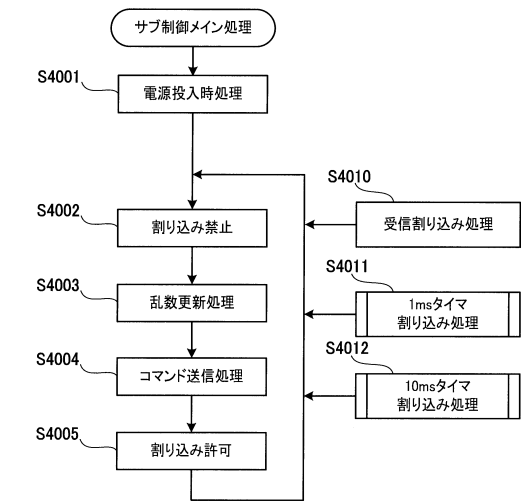 サブ制御メイン処理
S4001
電源投入時処理
S4010
受信割り込み処理
S4002
割り込み禁止
S4011
1msタイマ
割り込み処理
S4003
乱数更新処理
S4012
10msタイマ
割り込み処理
S4004
コマンド送信処理
S4005
割り込み許可